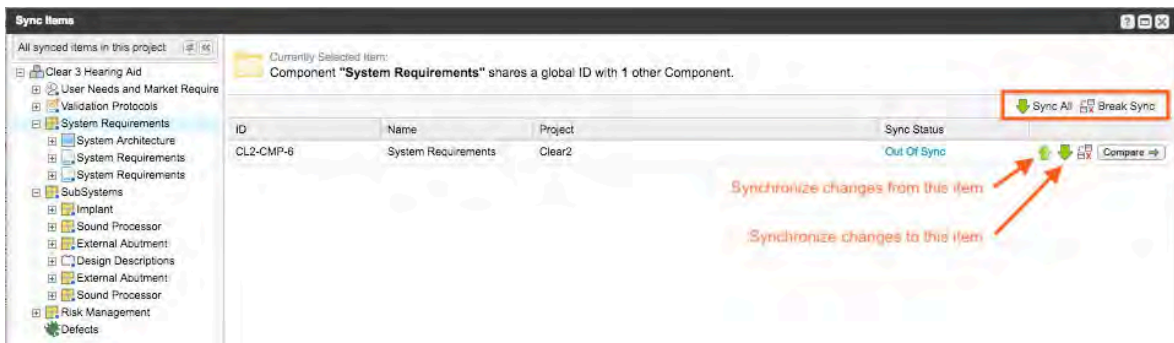 Sync Items
All synced items in this project
Currently Selected Item:
Component "System Requirements" shares a global ID with 1 other Component.
Sync All Break Sync
ID Name Project Sync Status
CL2-CMP-6 System Requirements Clear2 Out Of Sync Compare
Synchronize changes from this item
Synchronize changes to this item
Clear 3 Hearing Aid
User Needs and Market Require
Validation Protocols
System Requirements
System Architecture
System Requirements
System Requirements
SubSystems
Implant
Sound Processor
External Abutment
Design Descriptions
External Abutment
Sound Processor
Risk Management
Defects